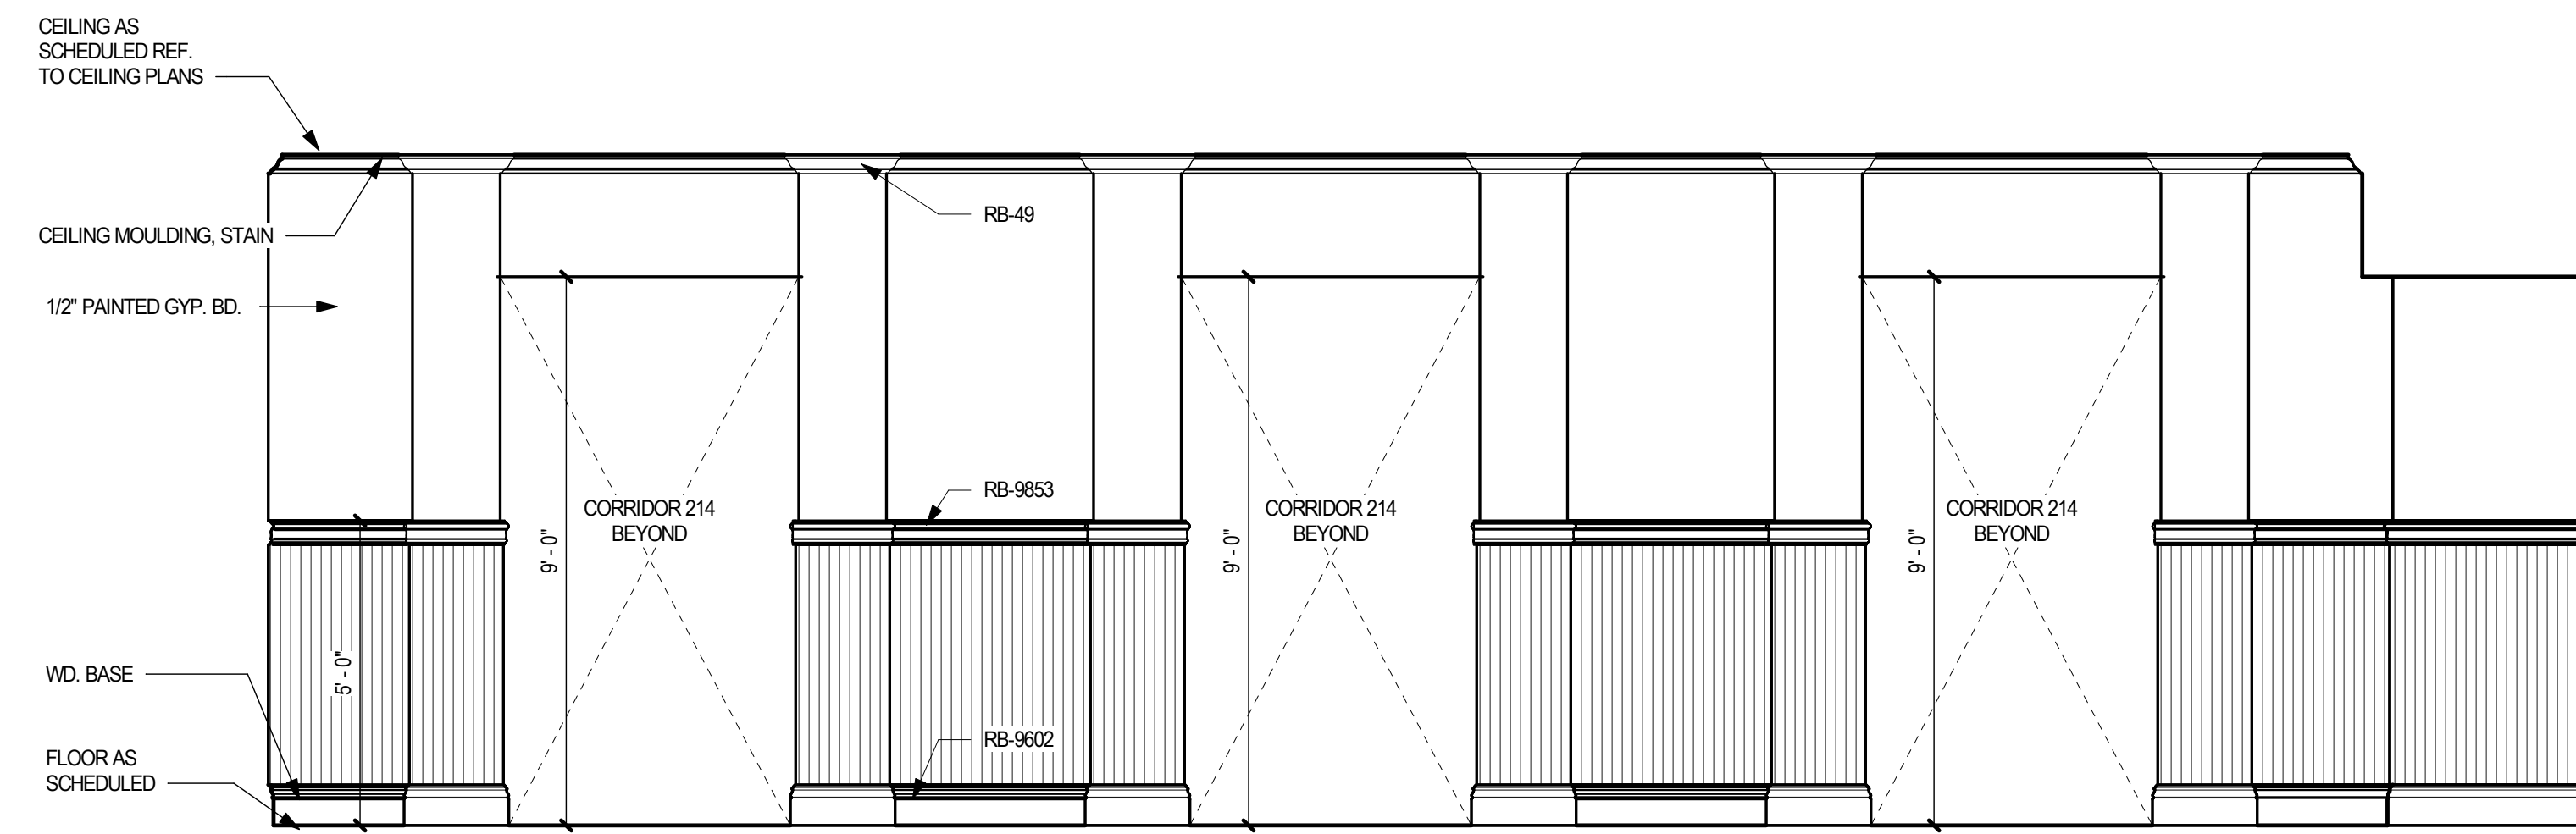 CEILING AS
SCHEDULED REF.
TO CEILING PLANS
RB-49
CEILING MOULDING, STAIN
1/2" PAINTED GYP. BD.
RB-9853
CORRIDOR 214
BEYOND
CORRIDOR 214
BEYOND
CORRIDOR 214
BEYOND
9' - 0"
9' - 0"
9' - 0"
5' - 0"
WD. BASE
RB-9602
FLOOR AS
SCHEDULED